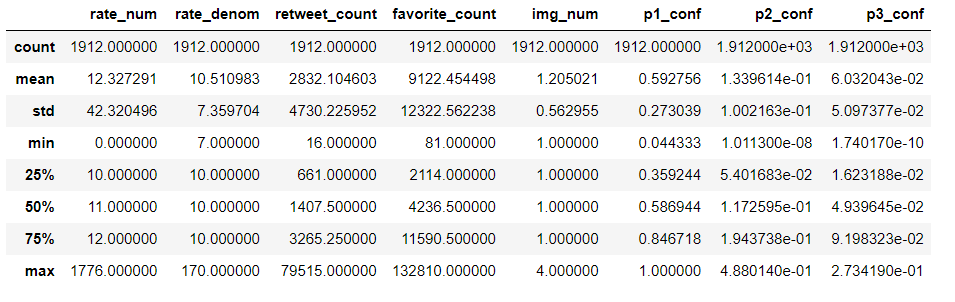 rate_num rate_denom retweet_count favorite_count img_num p1_conf p2_conf p3_conf
count 1912.000000 1912.000000 1912.000000 1912.000000 1912.000000 1912.000000 1.912000e+03 1.912000e+03
mean 12.327291 10.510983 2832.104603 9122.454498 1.205021 0.592756 1.339614e-01 6.032043e-02
std 42.320496 7.359704 4730.225952 12322.562238 0.562955 0.273039 1.002163e-01 5.097377e-02
min 0.000000 7.000000 16.000000 81.000000 1.000000 0.044333 1.011300e-08 1.740170e-10
25% 10.000000 10.000000 661.000000 2114.000000 1.000000 0.359244 5.401683e-02 1.623188e-02
50% 11.000000 10.000000 1407.500000 4236.500000 1.000000 0.586944 1.172595e-01 4.939645e-02
75% 12.000000 10.000000 3265.250000 11590.500000 1.000000 0.846718 1.943738e-01 9.198323e-02
max 1776.000000 170.000000 79515.000000 132810.000000 4.000000 1.000000 4.880140e-01 2.734190e-01